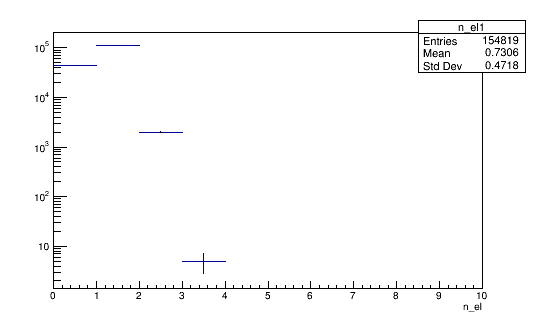 n_el1
Entries 154819
Mean 0.7306
Std Dev 0.4718
10^5
10^4
10^3
10^2
10
0 1 2 3 4 5 6 7 8 9 10
n_el